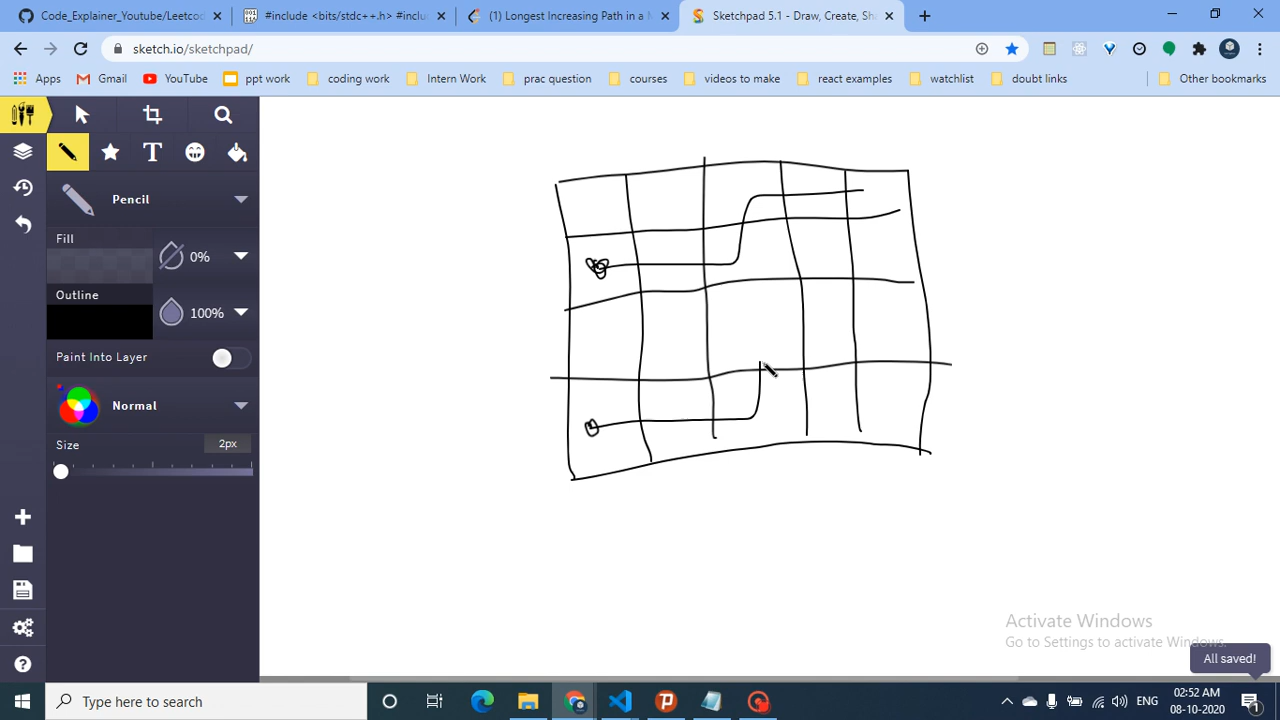 Code_Explainer_Youtube/Leetcod
#include <bits/stdc++.h> #includ
(1) Longest Increasing Path in a M
Sketchpad 5.1 - Draw, Create, Sha
sketch.io/sketchpad/
Apps
Gmail
YouTube
ppt work
coding work
Intern Work
prac question
courses
videos to make
react examples
watchlist
doubt links
Other bookmarks
Pencil
Fill
0%
Outline
100%
Paint Into Layer
Normal
Size
2px
Activate Windows
Go to Settings to activate Windows.
All saved!
Type here to search
ENG
02:52 AM
08-10-2020